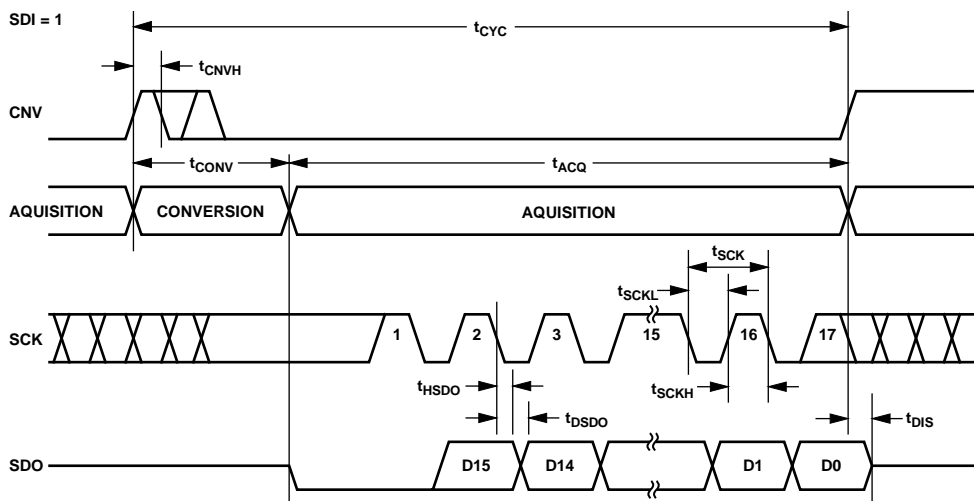 SDI = 1
tCYC
tCNVH
CNV
tCONV
tACQ
AQUISITION
CONVERSION
AQUISITION
tSCK
tSCKL
SCK
1
2
3
15
16
17
tHSDO
tSCKH
tDSDO
tDIS
SDO
D15
D14
D1
D0